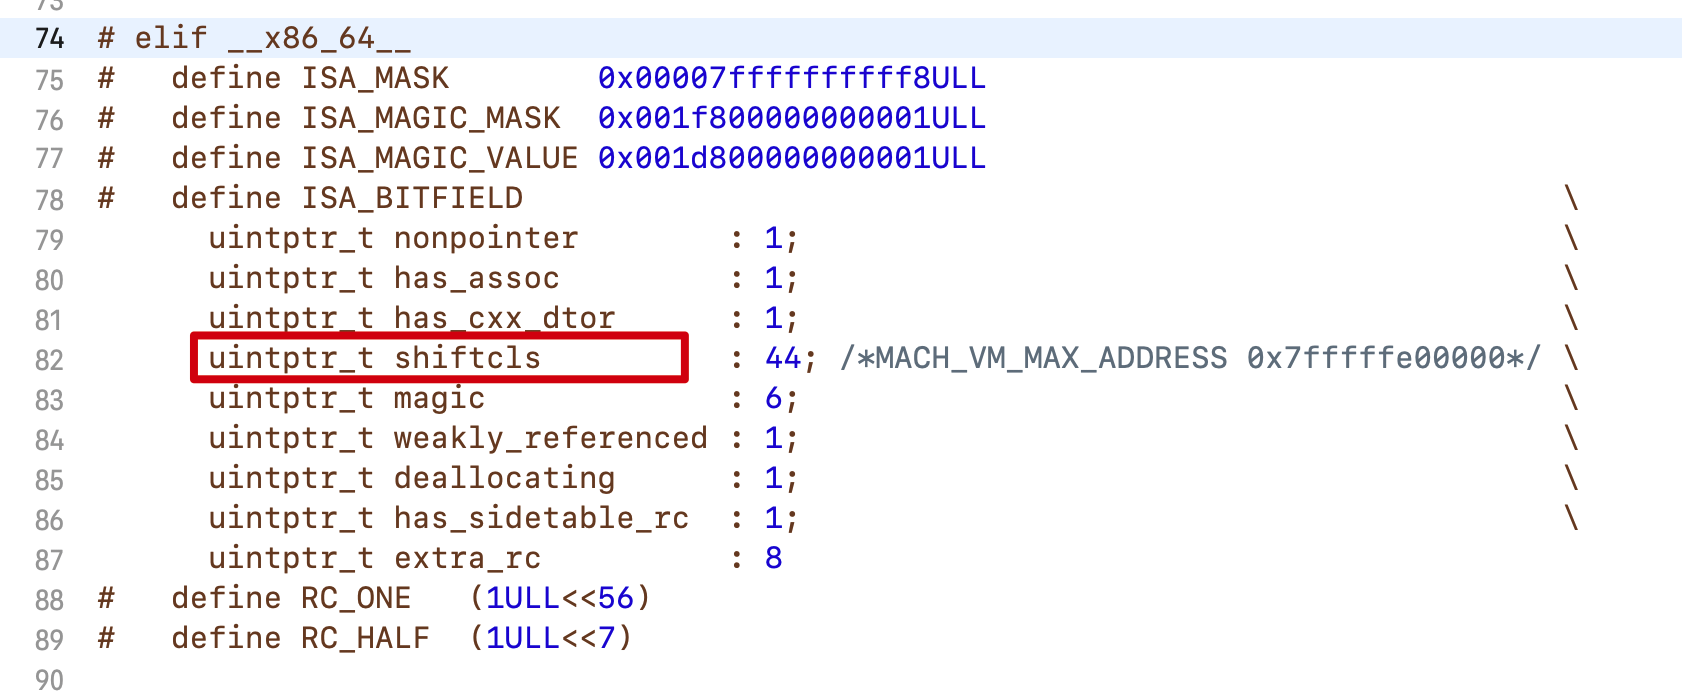 73
74 # elif __x86_64__
75 #   define ISA_MASK        0x00007ffffffffff8ULL
76 #   define ISA_MAGIC_MASK  0x001f800000000001ULL
77 #   define ISA_MAGIC_VALUE 0x001d800000000001ULL
78 #   define ISA_BITFIELD                                                        \
79       uintptr_t nonpointer        : 1;                                         \
80       uintptr_t has_assoc         : 1;                                         \
81       uintptr_t has_cxx_dtor      : 1;                                         \
82       uintptr_t shiftcls          : 44; /*MACH_VM_MAX_ADDRESS 0x7fffffe00000*/ \
83       uintptr_t magic             : 6;                                         \
84       uintptr_t weakly_referenced : 1;                                         \
85       uintptr_t deallocating      : 1;                                         \
86       uintptr_t has_sidetable_rc  : 1;                                         \
87       uintptr_t extra_rc          : 8
88 #   define RC_ONE   (1ULL<<56)
89 #   define RC_HALF  (1ULL<<7)
90